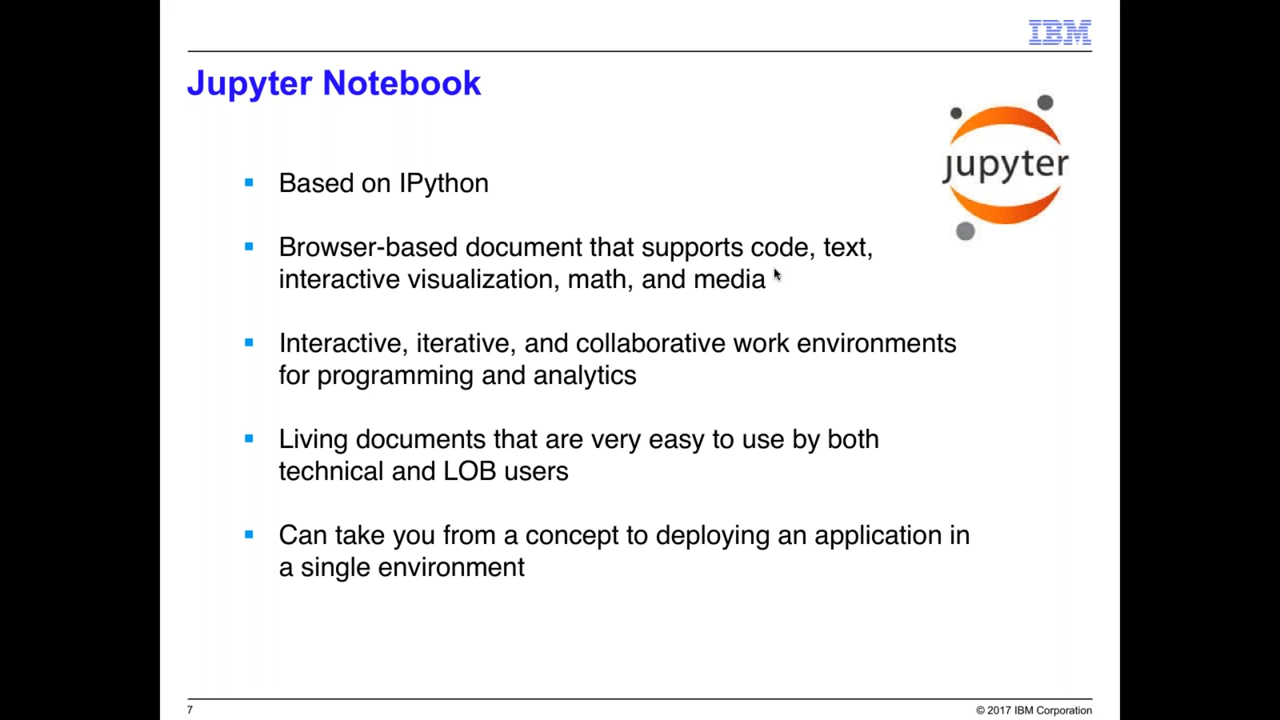 IBM
Jupyter Notebook
jupyter
Based on IPython
Browser-based document that supports code, text,
interactive visualization, math, and media
Interactive, iterative, and collaborative work environments
for programming and analytics
Living documents that are very easy to use by both
technical and LOB users
Can take you from a concept to deploying an application in
a single environment
7
© 2017 IBM Corporation